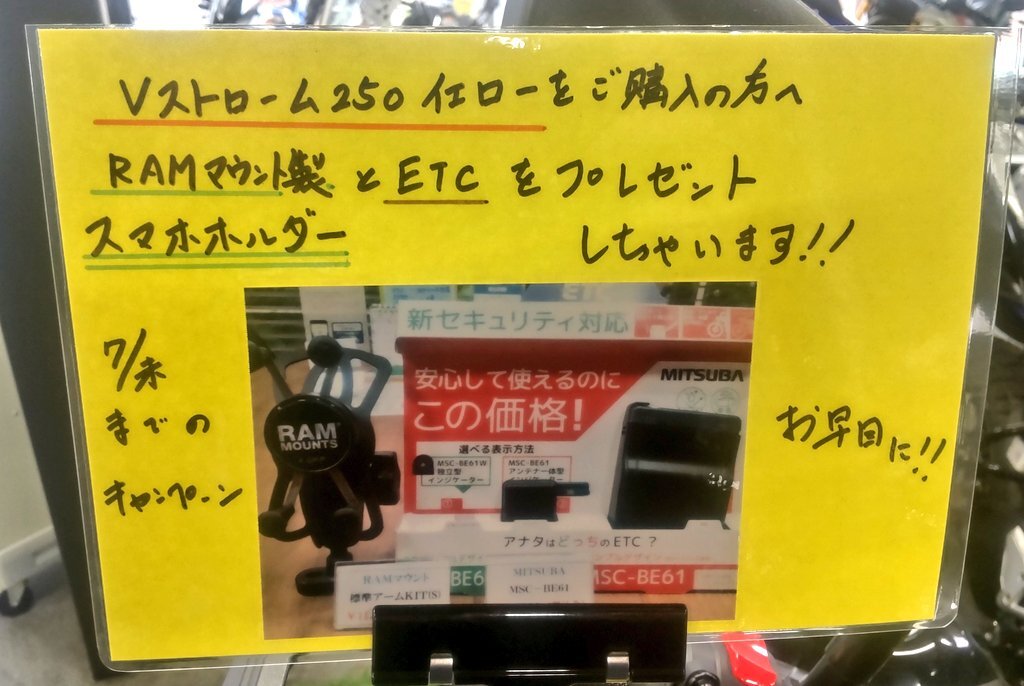 Vストローム250 イエローをご購入の方へ
RAMマウント製 と ETC をプレゼント
スマホホルダー しちゃいます!!
7/末
までの
キャンペーン
お早目に!!
新セキュリティ対応
安心して使えるのに
この価格!
MITSUBA
選べる表示方法
MSC-BE61W
独立型
インジケーター
MSC-BE61
アンテナ一体型
インジケーター
RAM
MOUNTS
アナタはどっちのETC?
RAMマウント
標準アームKIT(S)
BE6
MITSUBA
MSC-BE61
MSC-BE61